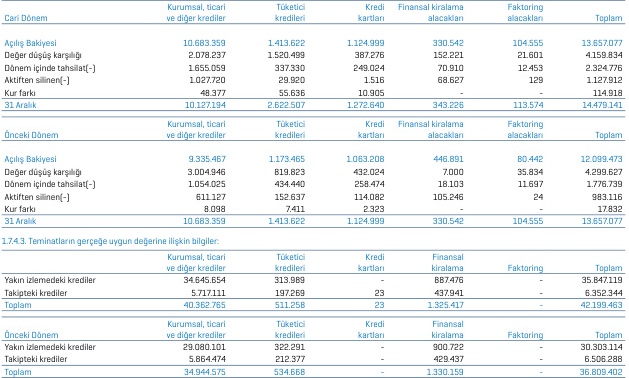 Cari Dönem Kurumsal, ticari ve diğer krediler Tüketici kredileri Kredi kartları Finansal kiralama alacakları Faktoring alacakları Toplam
Açılış Bakiyesi 10.683.359 1.413.622 1.124.999 330.542 104.555 13.657.077
Değer düşüş karşılığı 2.078.237 1.520.499 387.276 152.221 21.601 4.159.834
Dönem içinde tahsilat(-) 1.655.059 337.330 249.024 70.910 12.453 2.324.776
Aktiften silinen(-) 1.027.720 29.920 1.516 68.627 129 1.127.912
Kur farkı 48.377 55.636 10.905 - - 114.918
31 Aralık 10.127.194 2.622.507 1.272.640 343.226 113.574 14.479.141
Önceki Dönem Kurumsal, ticari ve diğer krediler Tüketici kredileri Kredi kartları Finansal kiralama alacakları Faktoring alacakları Toplam
Açılış Bakiyesi 9.335.467 1.173.465 1.063.208 446.891 80.442 12.099.473
Değer düşüş karşılığı 3.004.946 819.823 432.024 7.000 35.834 4.299.627
Dönem içinde tahsilat(-) 1.054.025 434.440 258.474 18.103 11.697 1.776.739
Aktiften silinen(-) 611.127 152.637 114.082 105.246 24 983.116
Kur farkı 8.098 7.411 2.323 - - 17.832
31 Aralık 10.683.359 1.413.622 1.124.999 330.542 104.555 13.657.077
1.7.4.3. Teminatların gerçeğe uygun değerine ilişkin bilgiler:
Kurumsal, ticari ve diğer krediler Tüketici kredileri Kredi kartları Finansal kiralama Faktoring Toplam
Yakın izlemedeki krediler 34.645.654 313.989 887.476 - 35.847.119
Takipteki krediler 5.717.111 197.269 23 437.941 - 6.352.344
Toplam 40.362.765 511.258 23 1.325.417 - 42.199.463
Önceki Dönem Kurumsal, ticari ve diğer krediler Tüketici kredileri Kredi kartları Finansal kiralama Faktoring Toplam
Yakın izlemedeki krediler 29.080.101 322.291 - 900.722 - 30.303.114
Takipteki krediler 5.864.474 212.377 - 429.437 - 6.506.288
Toplam 34.944.575 534.668 - 1.330.159 - 36.809.402